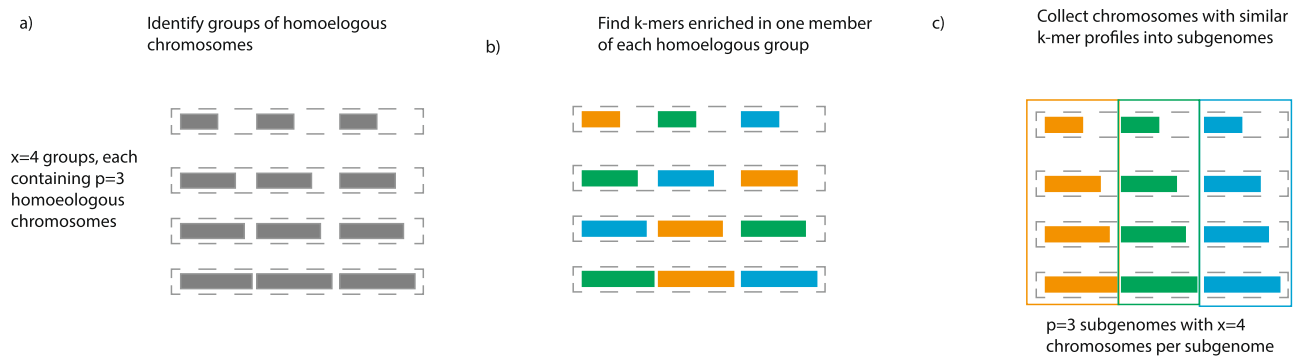 a)
Identify groups of homoelogous
chromosomes
x=4 groups, each
containing p=3
homoeologous
chromosomes
b)
Find k-mers enriched in one member
of each homoelogous group
c)
Collect chromosomes with similar
k-mer profiles into subgenomes
p=3 subgenomes with x=4
chromosomes per subgenome